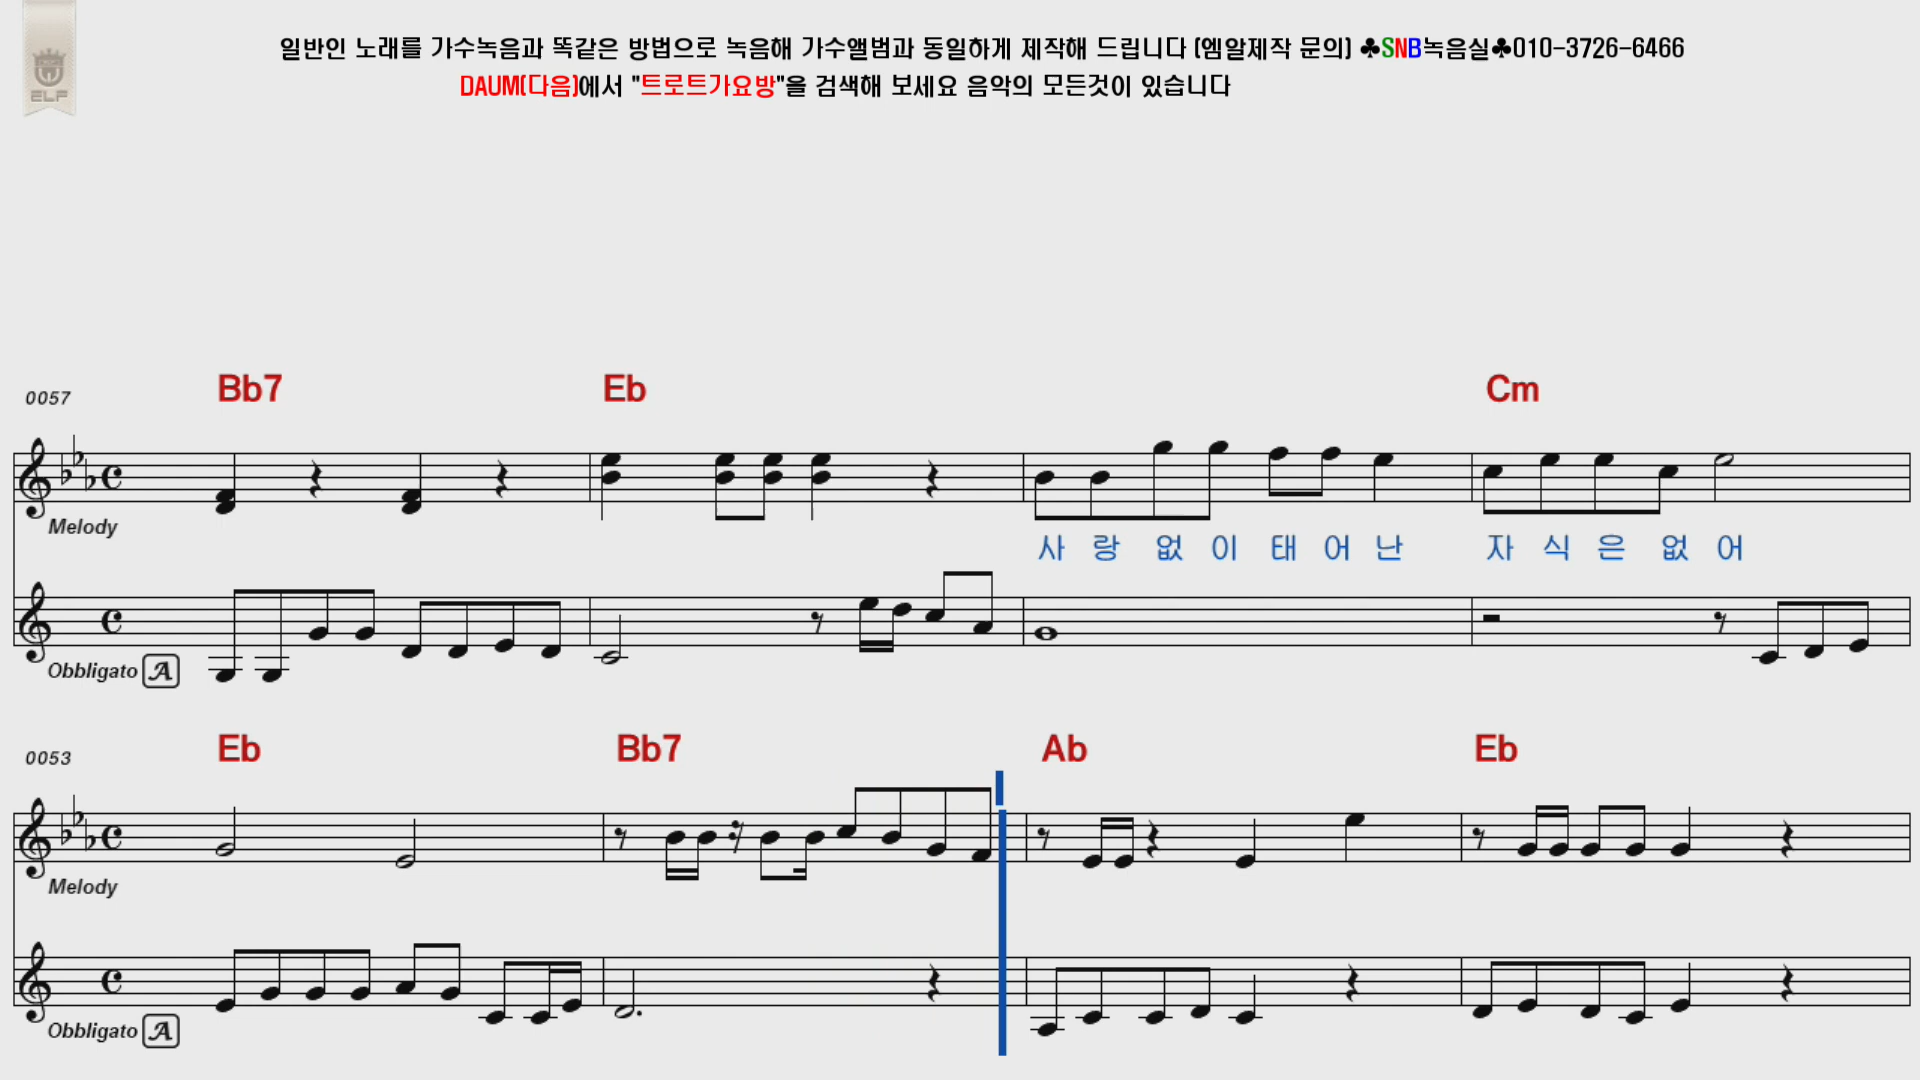 ELF
일반인 노래를 가수녹음과 똑같은 방법으로 녹음해 가수앨범과 동일하게 제작해 드립니다 (엠알제작 문의) ♣SNB녹음실♣010-3726-6466
DAUM(다음)에서 "트로트가요방"을 검색해 보세요 음악의 모든것이 있습니다
0057 Bb7 Eb Cm
Melody
사 랑 없 이 태 어 난 자 식 은 없 어
Obbligato A
0053 Eb Bb7 Ab Eb
Melody
Obbligato A